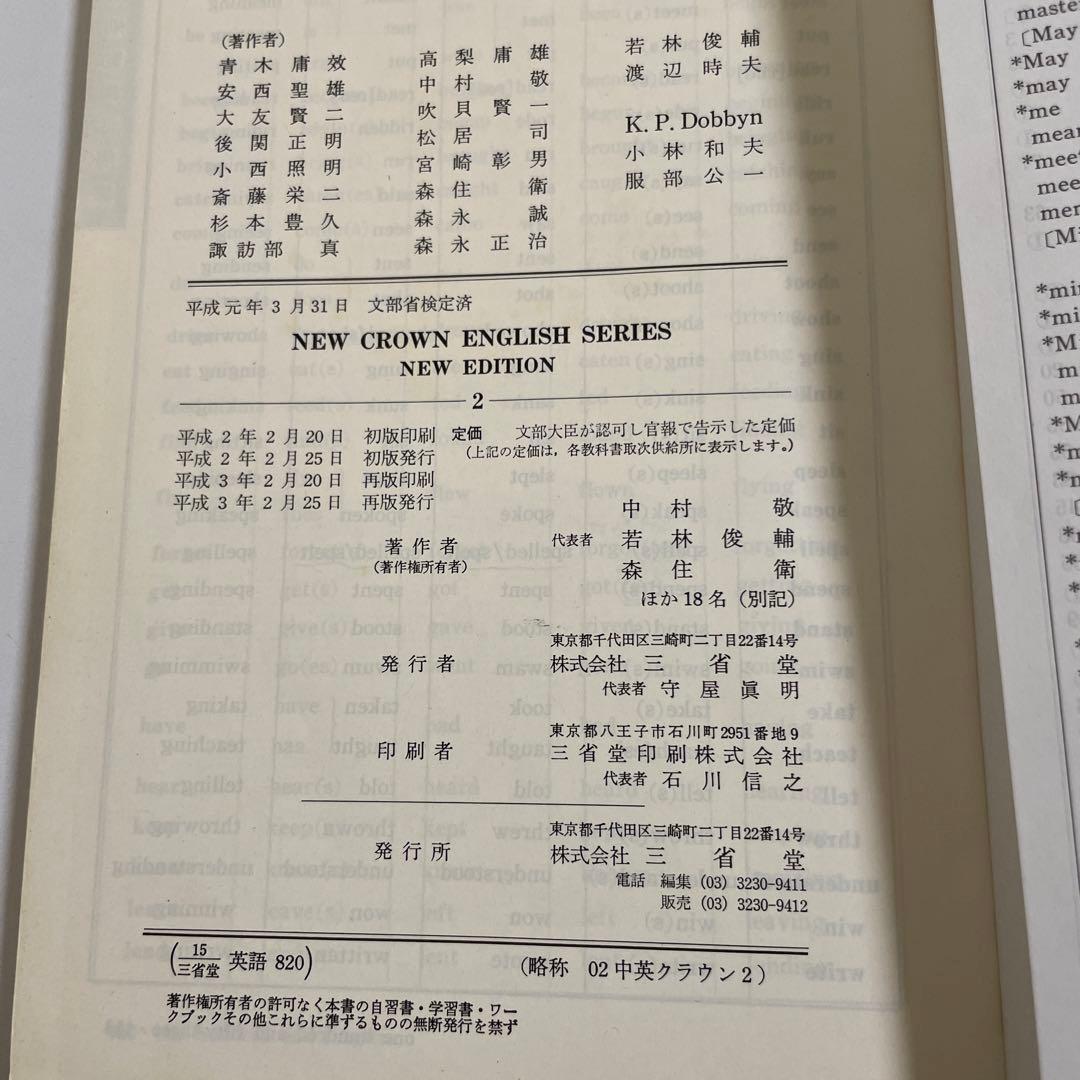 (著作者)
青木庸効 高梨庸雄 若林俊輔
安西聖雄 中村敬 渡辺時夫
大友賢二 吹貝賢一
後関正明 松居司 K. P. Dobbyn
小西照明 宮崎彰男 小林和夫
斎藤栄二 森住衛 服部公一
杉本豊久 森永誠
諏訪部真 森永正治
平成元年3月31日 文部省検定済
NEW CROWN ENGLISH SERIES
NEW EDITION
2
平成2年2月20日 初版印刷 定価 文部大臣が認可し官報で告示した定価
平成2年2月25日 初版発行 (上記の定価は,各教科書取次供給所に表示します。)
平成3年2月20日 再版印刷
平成3年2月25日 再版発行
中村敬
著作者 代表者 若林俊輔
(著作権所有者) 森住衛
ほか18名(別記)
東京都千代田区三崎町二丁目22番14号
発行者 株式会社 三省堂
代表者 守屋眞明
東京都八王子市石川町2951番地9
印刷者 三省堂印刷株式会社
代表者 石川信之
東京都千代田区三崎町二丁目22番14号
発行所 株式会社 三省堂
電話 編集 (03) 3230-9411
販売 (03) 3230-9412
(15/三省堂 英語 820) (略称 02中英クラウン2)
著作権所有者の許可なく本書の自習書・学習書・ワー
クブックその他これらに準ずるものの無断発行を禁ず
[May
*May
*may
*me